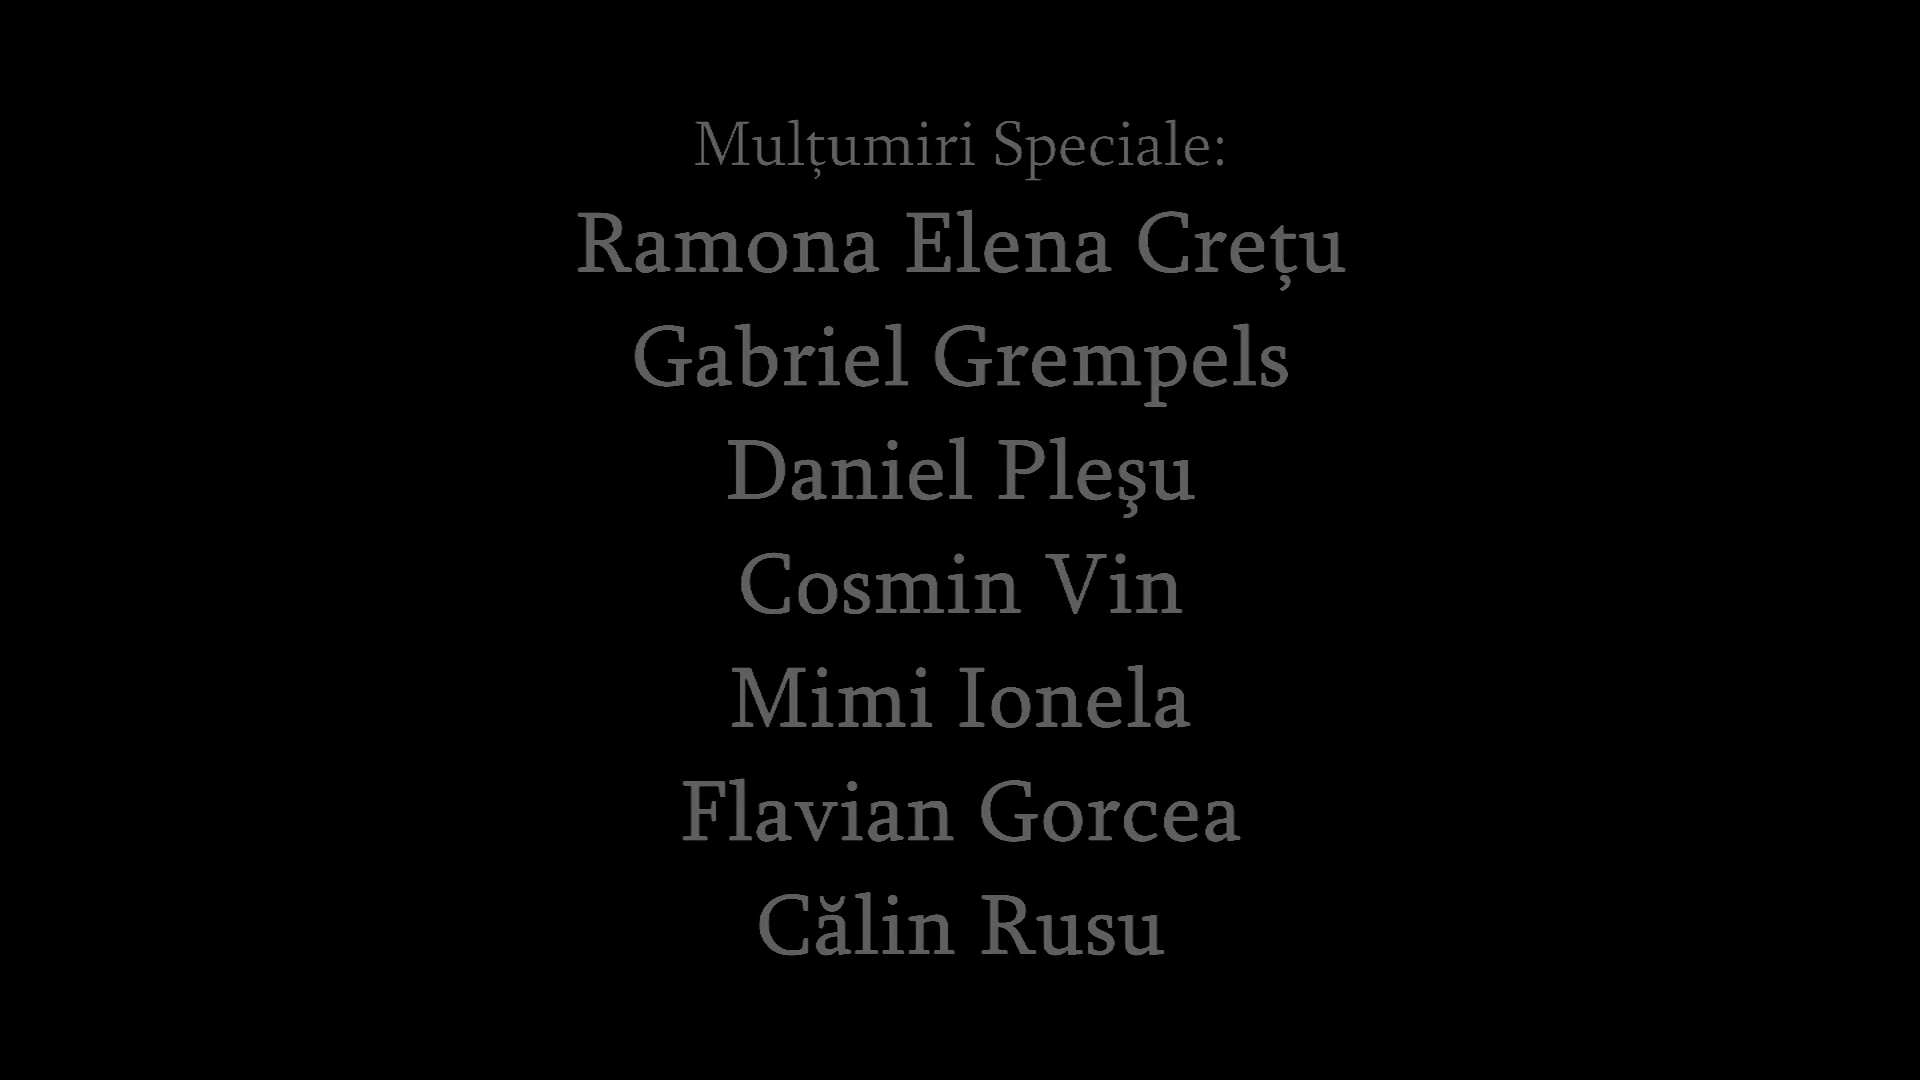 Mulțumiri Speciale:
Ramona Elena Crețu
Gabriel Grempels
Daniel Pleşu
Cosmin Vin
Mimi Ionela
Flavian Gorcea
Călin Rusu